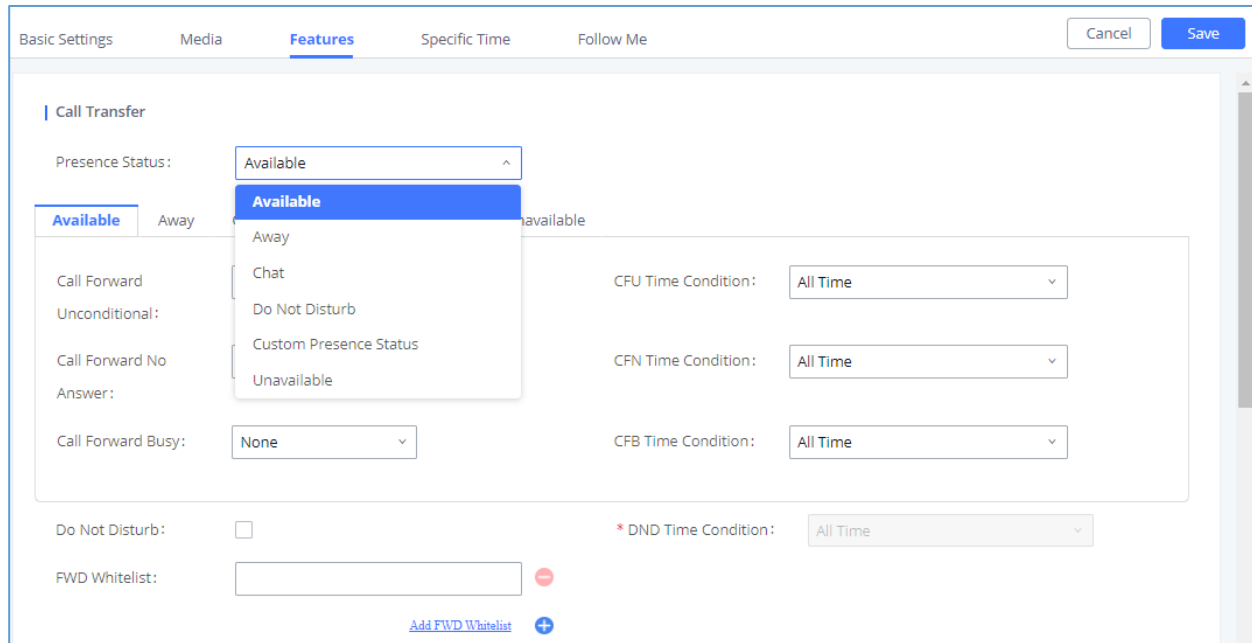 Basic Settings Media Features Specific Time Follow Me Cancel Save
Call Transfer
Presence Status: Available
Available
Available Away navailable
Away
Chat
Call Forward
Unconditional:
CFU Time Condition: All Time
Do Not Disturb
Custom Presence Status
Call Forward No
Answer:
CFN Time Condition: All Time
Unavailable
Call Forward Busy: None CFB Time Condition: All Time
Do Not Disturb: * DND Time Condition: All Time
FWD Whitelist:
Add FWD Whitelist